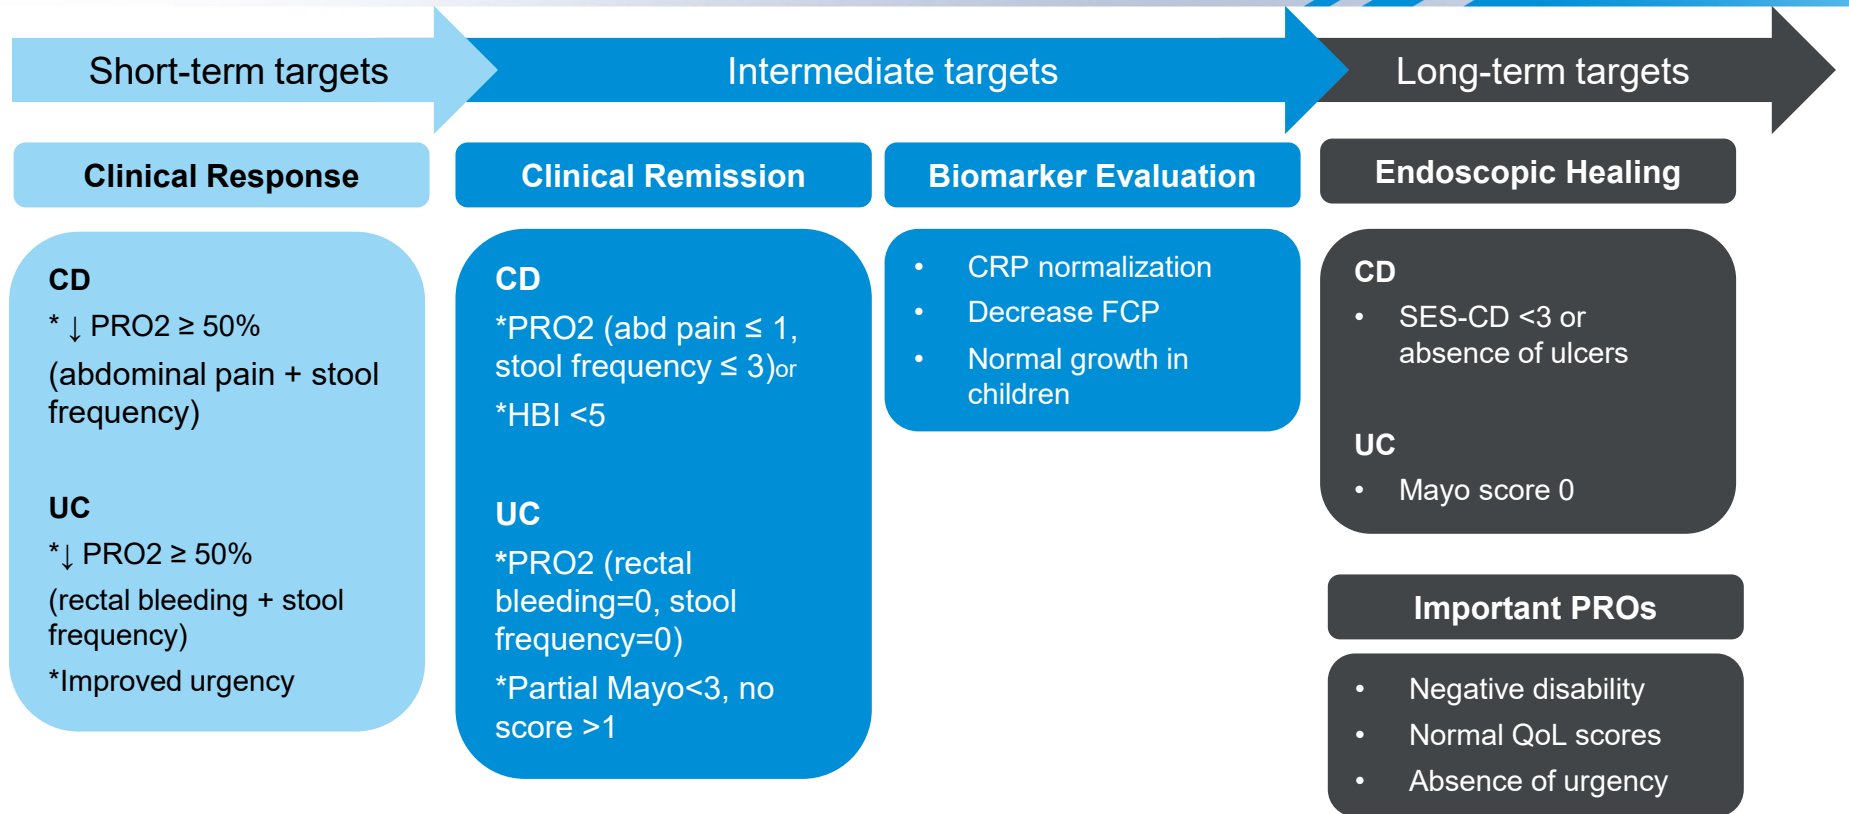 Short-term targets
Intermediate targets
Long-term targets
Clinical Response
CD
* ↓ PRO2 ≥ 50%
(abdominal pain + stool
frequency)
UC
*↓ PRO2 ≥ 50%
(rectal bleeding + stool
frequency)
*Improved urgency
Clinical Remission
CD
*PRO2 (abd pain ≤ 1,
stool frequency ≤ 3)or
*HBI <5
UC
*PRO2 (rectal
bleeding=0, stool
frequency=0)
*Partial Mayo<3, no
score >1
Biomarker Evaluation
• CRP normalization
• Decrease FCP
• Normal growth in
children
Endoscopic Healing
CD
• SES-CD <3 or
absence of ulcers
UC
• Mayo score 0
Important PROs
• Negative disability
• Normal QoL scores
• Absence of urgency